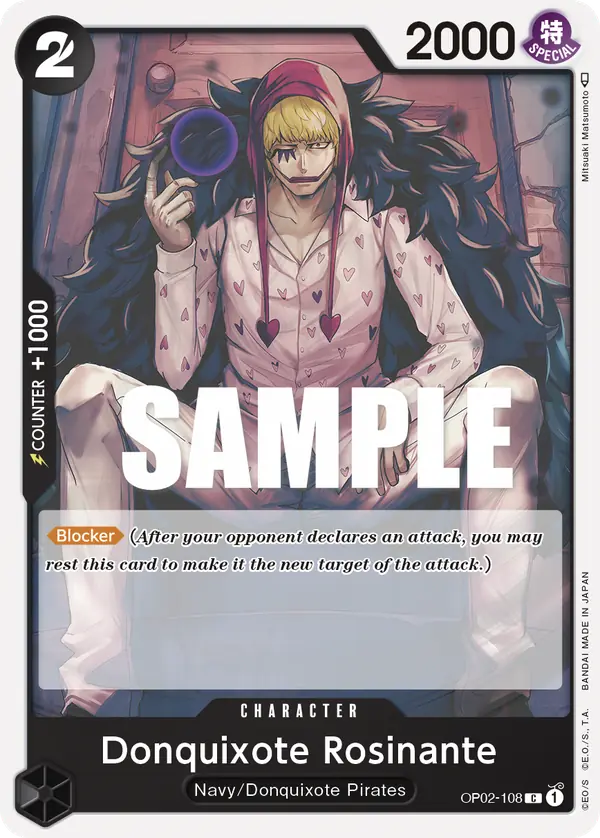 2
2000
特
SPECIAL
Mitsuaki Matsumoto
COUNTER +1000
SAMPLE
Blocker (After your opponent declares an attack, you may
rest this card to make it the new target of the attack.)
BANDAI MADE IN JAPAN
©EO/S ©E.O./S., T.A.
CHARACTER
Donquixote Rosinante
Navy/Donquixote Pirates
OP02-108 C 1